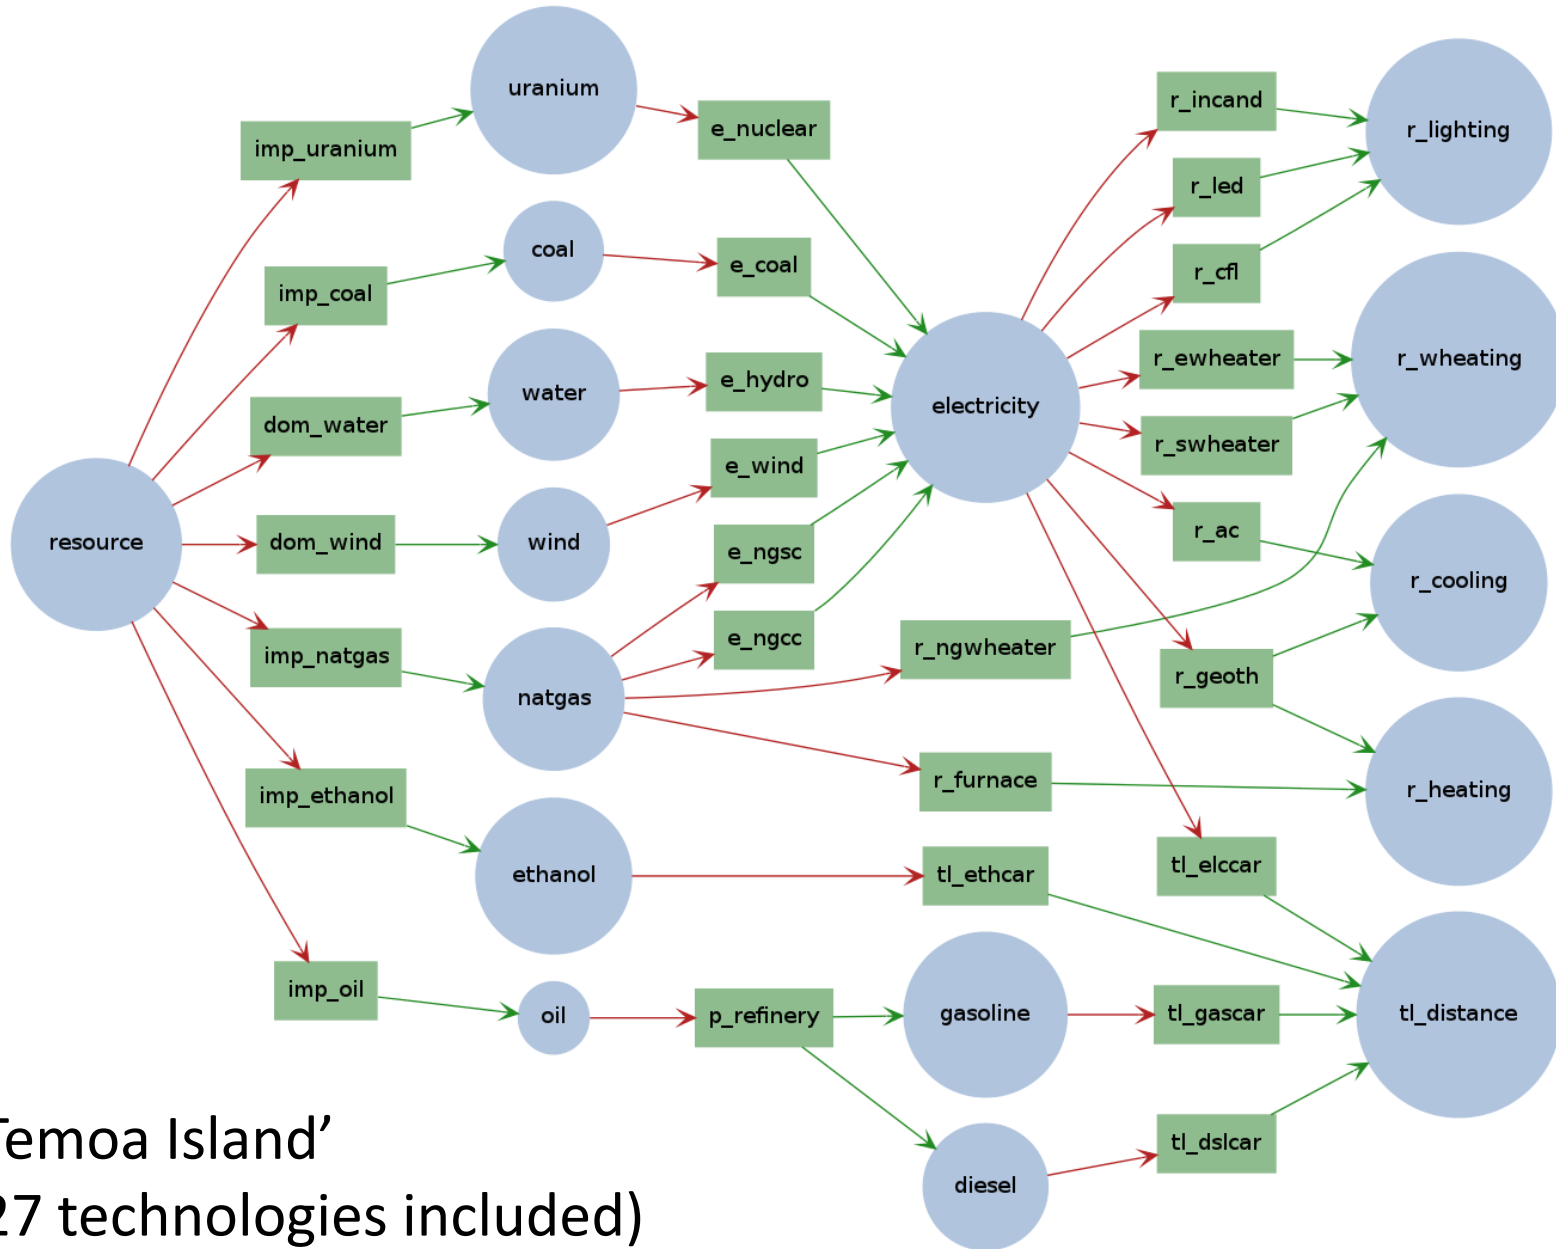 uranium
r_incand
r_lighting
e_nuclear
imp_uranium
r_led
coal
e_coal
r_cfl
imp_coal
r_ewheater
r_wheating
water
e_hydro
electricity
dom_water
r_swheater
e_wind
resource
dom_wind
wind
e_ngsc
r_ac
r_cooling
imp_natgas
natgas
e_ngcc
r_ngwheater
r_geoth
r_furnace
r_heating
imp_ethanol
ethanol
tl_ethcar
tl_elccar
imp_oil
oil
p_refinery
gasoline
tl_gascar
tl_distance
tl_dslcar
diesel
Temoa Island’
27 technologies included)